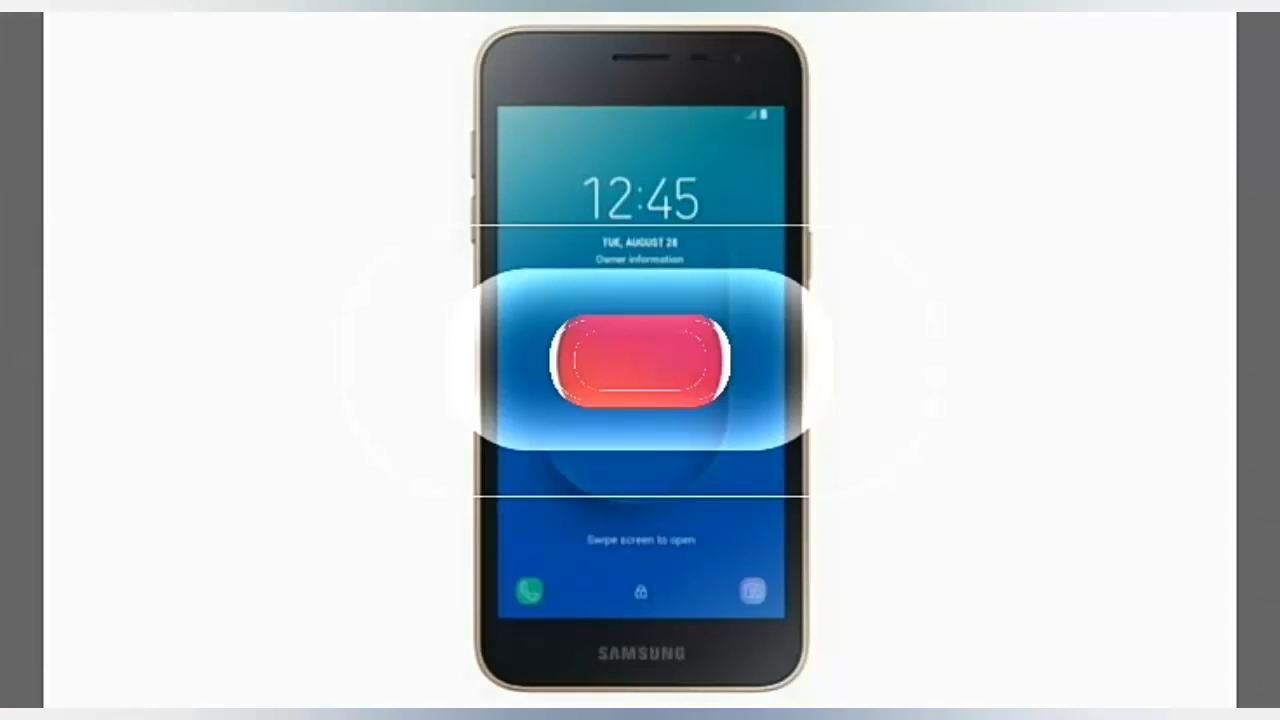 12:45
TUE, AUGUST 28
Owner information
Swipe screen to open
SAMSUNG